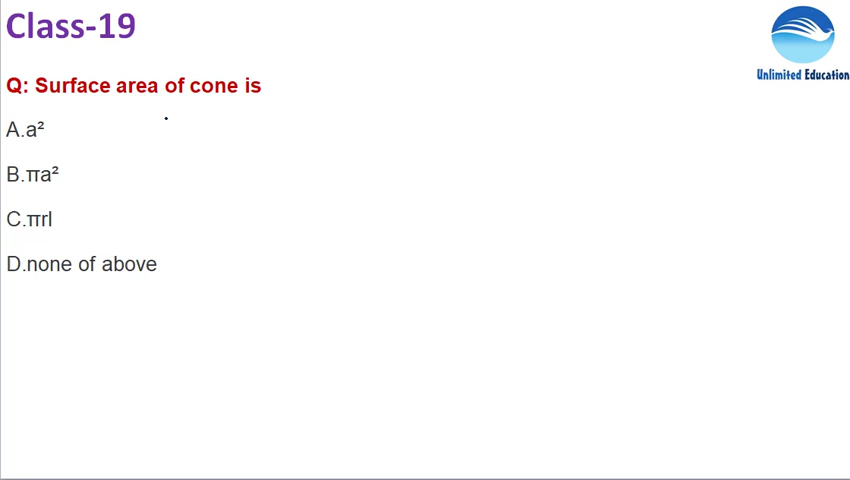 Class-19
Unlimited Education
Q: Surface area of cone is
A.a²
B.πa²
C.πrl
D.none of above